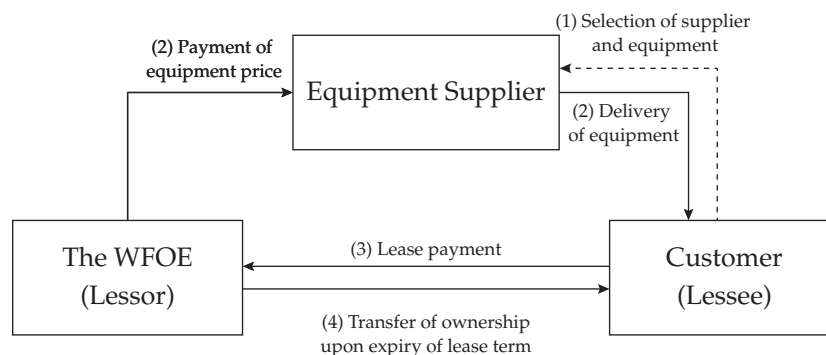 (1) Selection of supplier
and equipment
(2) Payment of
equipment price
Equipment Supplier
(2) Delivery
of equipment
The WFOE
(Lessor)
(3) Lease payment
Customer
(Lessee)
(4) Transfer of ownership
upon expiry of lease term